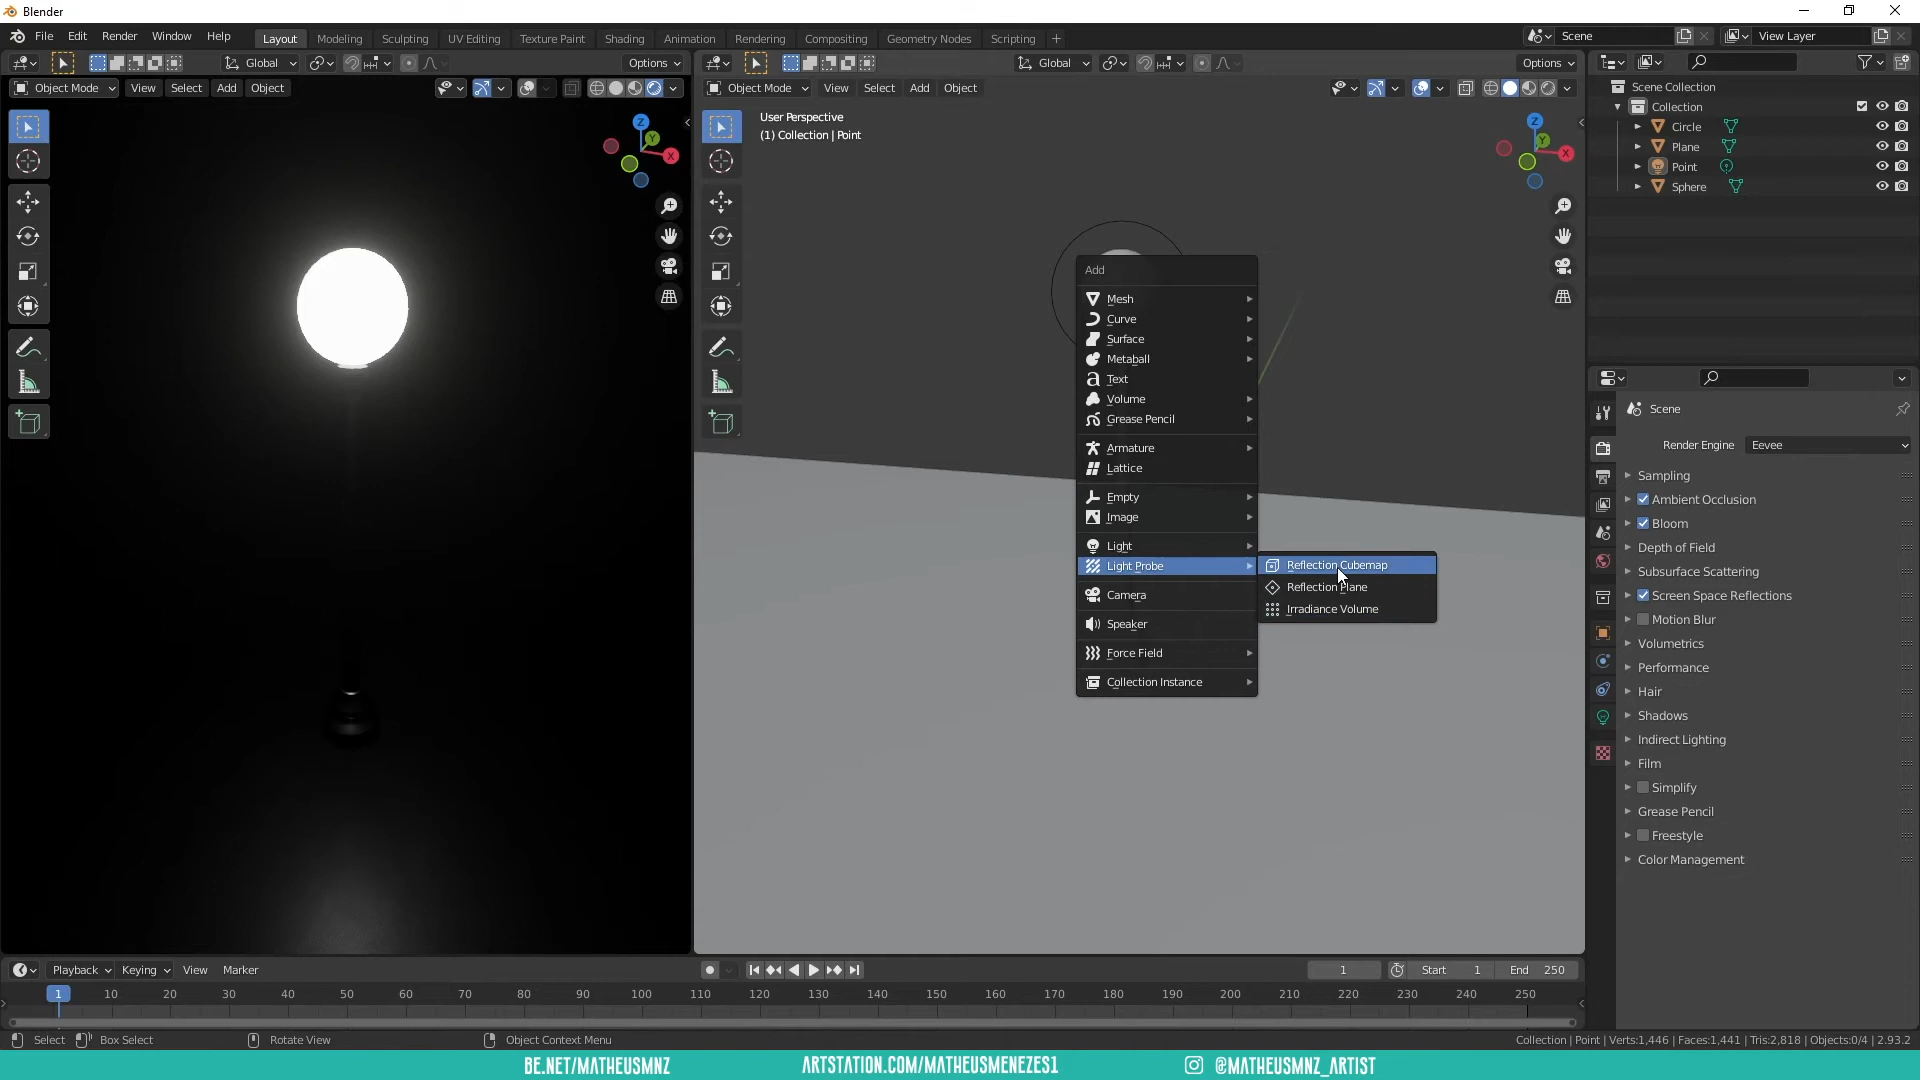 Blender
File Edit Render Window Help
Layout Modeling Sculpting UV Editing Texture Paint Shading Animation Rendering Compositing Geometry Nodes Scripting +
Scene
View Layer
Global
Options
Global
Options
Object Mode View Select Add Object
Object Mode View Select Add Object
User Perspective
(1) Collection | Point
Z
Y
X
Z
Y
X
Scene Collection
Collection
Circle
Plane
Point
Sphere
Add
Mesh
Curve
Surface
Metaball
Text
Volume
Grease Pencil
Armature
Lattice
Empty
Image
Light
Light Probe
Camera
Speaker
Force Field
Collection Instance
Reflection Cubemap
Reflection Plane
Irradiance Volume
Scene
Render Engine Eevee
Sampling
Ambient Occlusion
Bloom
Depth of Field
Subsurface Scattering
Screen Space Reflections
Motion Blur
Volumetrics
Performance
Hair
Shadows
Indirect Lighting
Film
Simplify
Grease Pencil
Freestyle
Color Management
Playback Keying View Marker
1 Start 1 End 250
1 10 20 30 40 50 60 70 80 90 100 110 120 130 140 150 160 170 180 190 200 210 220 230 240 250
Select Box Select Rotate View Object Context Menu
Collection | Point | Verts:1,446 | Faces:1,441 | Tris:2,818 | Objects:0/4 | 2.93.2
BE.NET/MATHEUSMNZ ARTSTATION.COM/MATHEUSMENEZES1 @MATHEUSMNZ_ARTIST